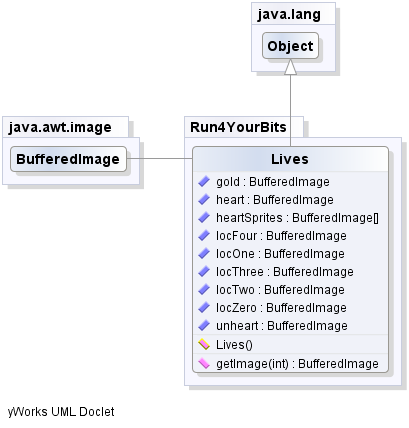 java.lang
Object
java.awt.image
BufferedImage
Run4YourBits
Lives
gold : BufferedImage
heart : BufferedImage
heartSprites : BufferedImage[]
locFour : BufferedImage
locOne : BufferedImage
locThree : BufferedImage
locTwo : BufferedImage
locZero : BufferedImage
unheart : BufferedImage
Lives()
getImage(int) : BufferedImage
yWorks UML Doclet